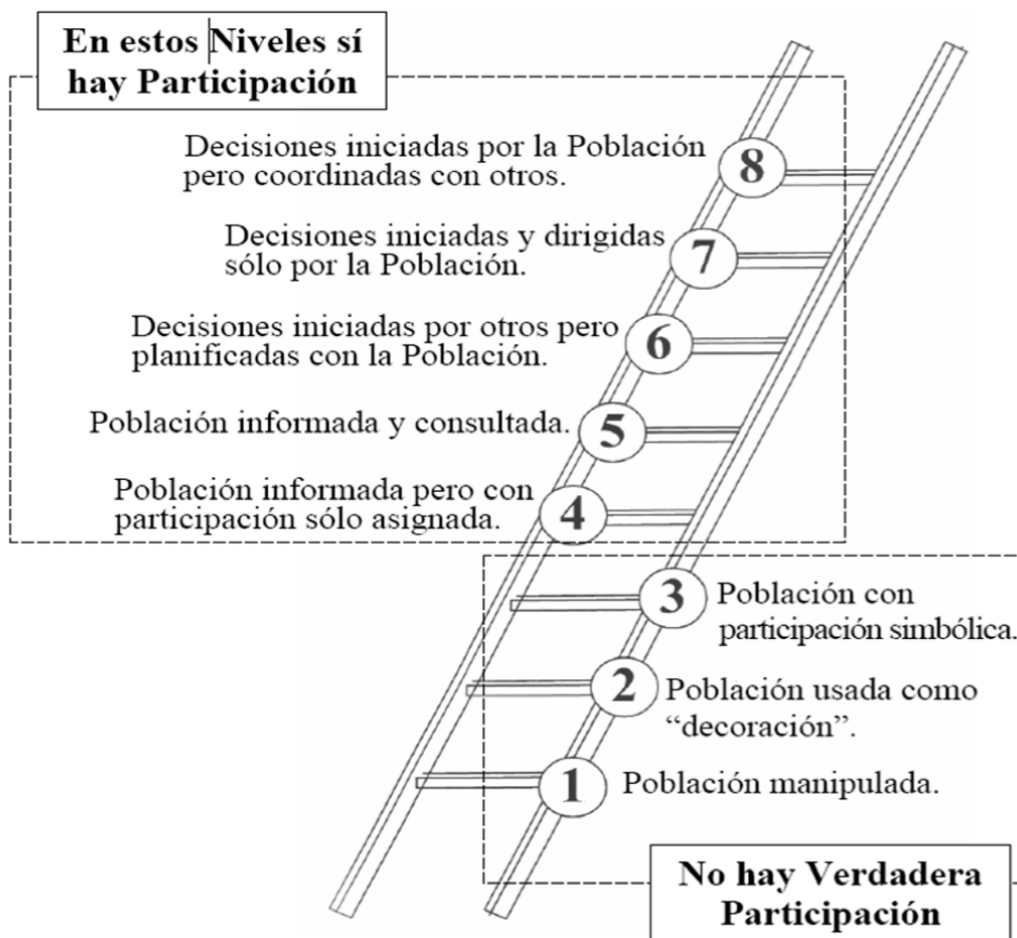 En estos Niveles sí
hay Participación
Decisiones iniciadas por la Población
pero coordinadas con otros.
8
Decisiones iniciadas y dirigidas
sólo por la Población.
7
Decisiones iniciadas por otros pero
planificadas con la Población.
6
Población informada y consultada.
5
Población informada pero con
participación sólo asignada.
4
3
Población con
participación simbólica.
2
Población usada como
“decoración”.
1
Población manipulada.
No hay Verdadera
Participación